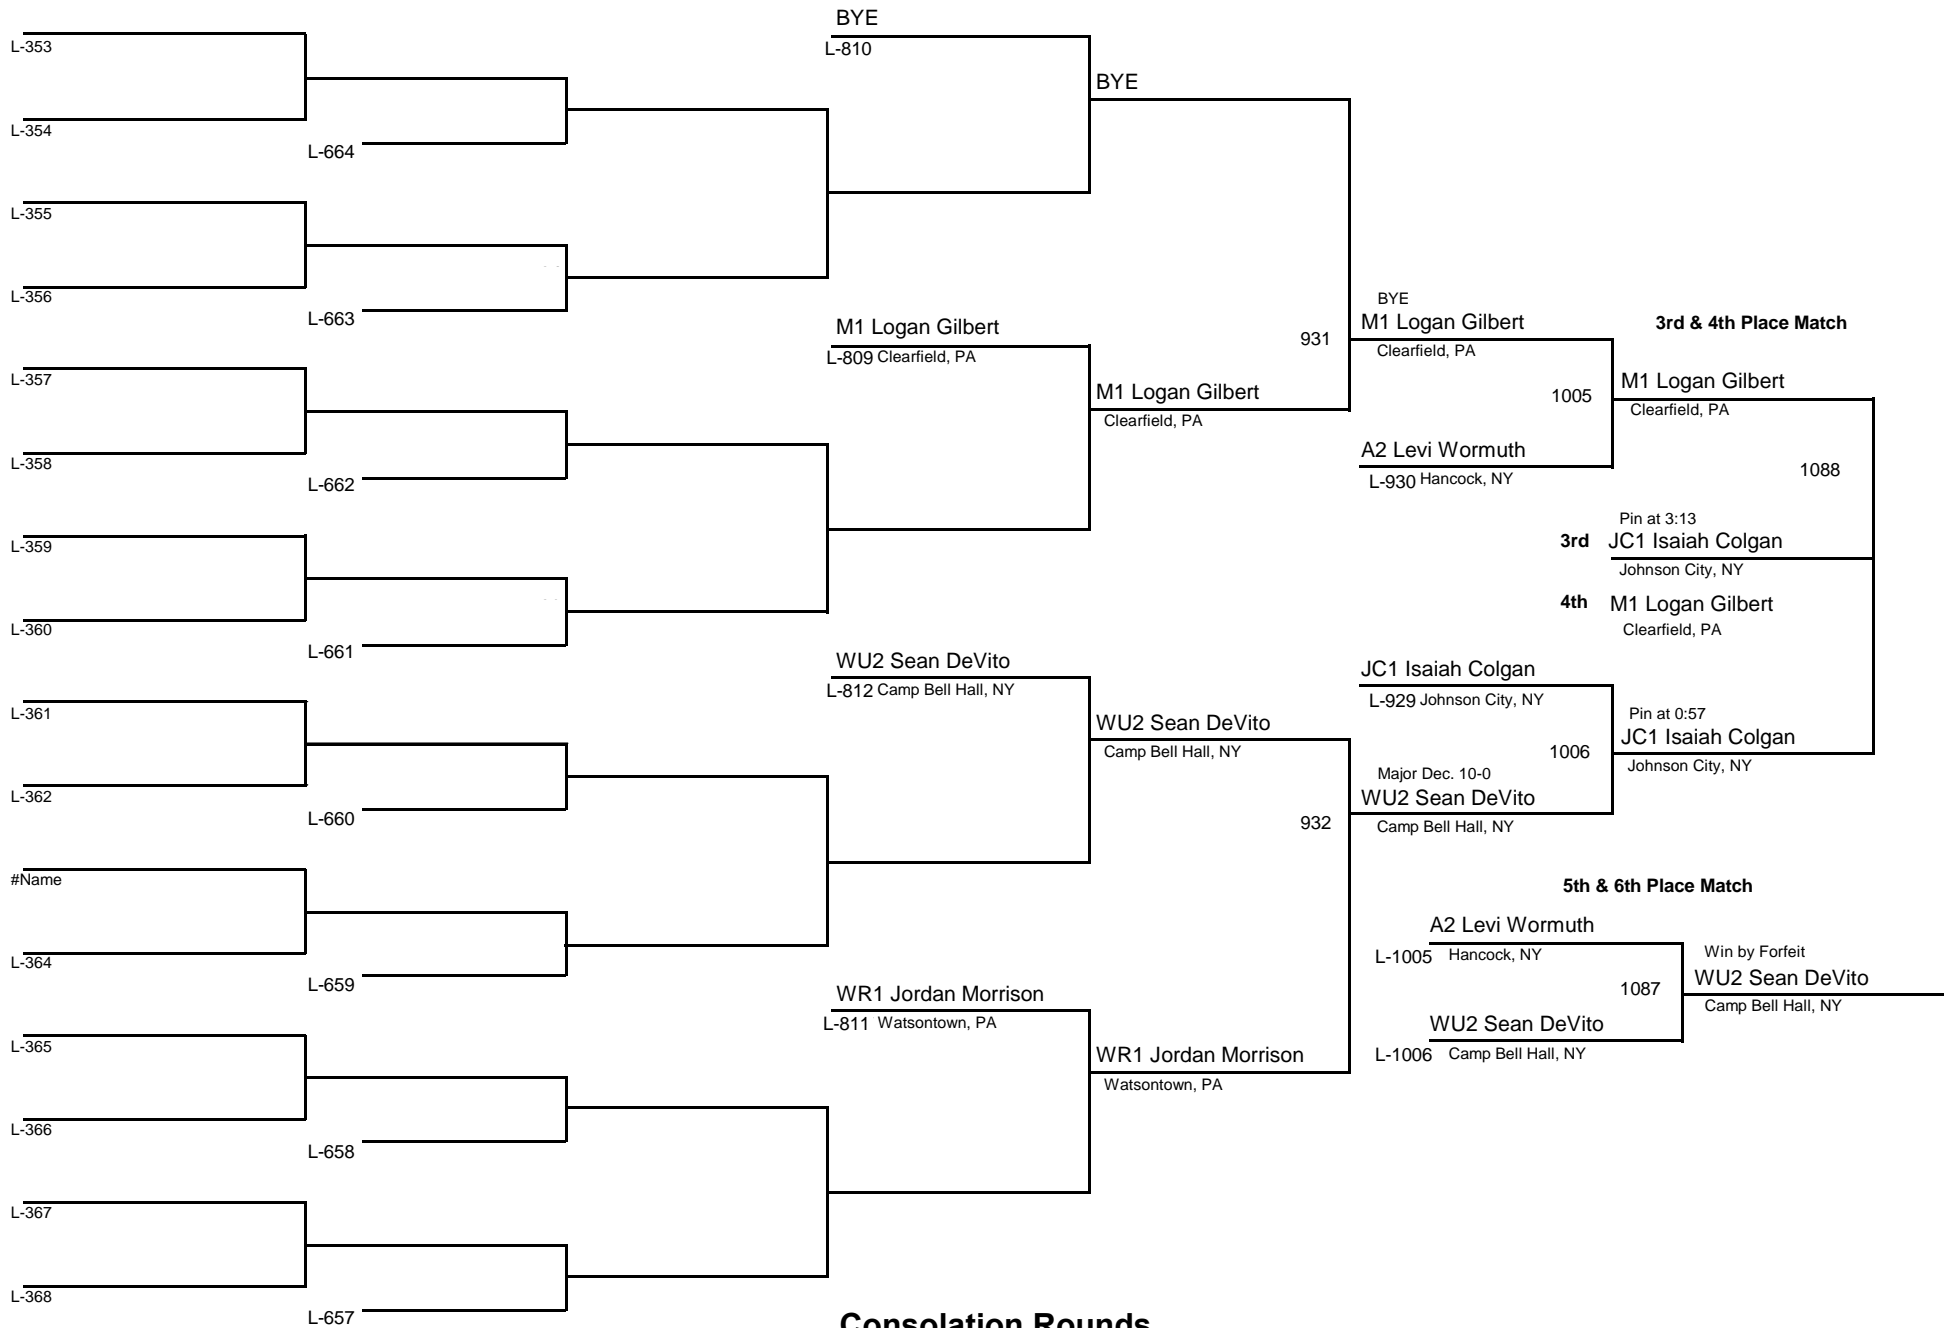 L-353
L-354
L-664
L-355
L-356
L-663
L-357
L-358
L-662
L-359
L-360
L-661
L-361
L-362
L-660
#Name
L-364
L-659
L-365
L-366
L-658
L-367
L-368
L-657
BYE
L-810
M1 Logan Gilbert
L-809 Clearfield, PA
WU2 Sean DeVito
L-812 Camp Bell Hall, NY
WR1 Jordan Morrison
L-811 Watsontown, PA
BYE
M1 Logan Gilbert
Clearfield, PA
931
WU2 Sean DeVito
Camp Bell Hall, NY
932
WR1 Jordan Morrison
Watsontown, PA
BYE
M1 Logan Gilbert
Clearfield, PA
1005
A2 Levi Wormuth
L-930 Hancock, NY
JC1 Isaiah Colgan
L-929 Johnson City, NY
1006
Major Dec. 10-0
WU2 Sean DeVito
Camp Bell Hall, NY
3rd & 4th Place Match
M1 Logan Gilbert
Clearfield, PA
1088
Pin at 3:13
3rd JC1 Isaiah Colgan
Johnson City, NY
4th M1 Logan Gilbert
Clearfield, PA
Pin at 0:57
JC1 Isaiah Colgan
Johnson City, NY
5th & 6th Place Match
A2 Levi Wormuth
L-1005 Hancock, NY
1087
WU2 Sean DeVito
L-1006 Camp Bell Hall, NY
Win by Forfeit
WU2 Sean DeVito
Camp Bell Hall, NY
Consolation Rounds